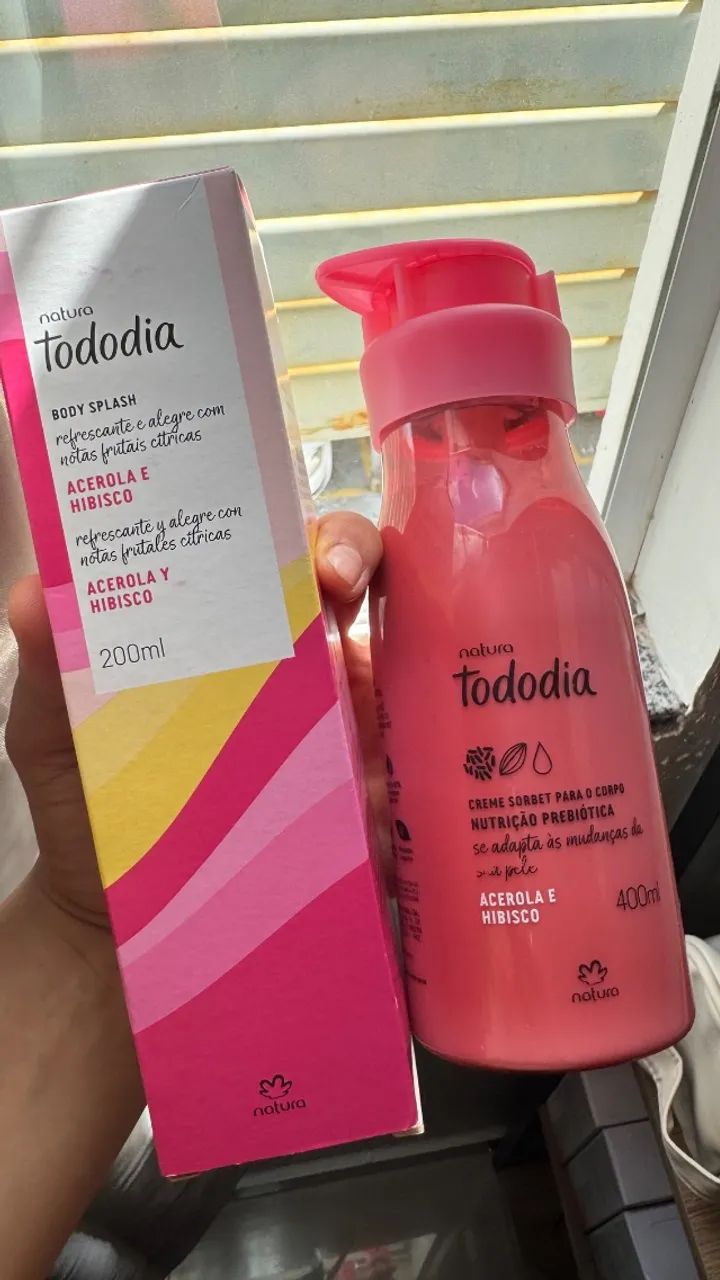 natura
tododia
BODY SPLASH
refrescante e alegre com
notas frutais cítricas
ACEROLA E
HIBISCO
refrescante y alegre con
notas frutales cítricas
ACEROLA Y
HIBISCO
200ml
natura
natura
tododia
CREME SORBET PARA O CORPO
NUTRIÇÃO PREBIÓTICA
se adapta às mudanças da
sua pele
ACEROLA E
HIBISCO
400ml
natura